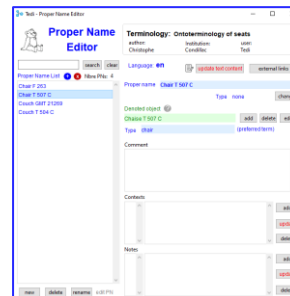 Tedi - Proper Name Editor
Proper Name
Editor
Terminology: Ontoterminology of seats
author: Institution: user:
Christophe Condillac Tedi
search clear
Language: en update text content external links
Proper Name List Nbre PNs: 4
Chair F 263
Chair T 507 C
Couch GMT 21259
Couch T 504 C
Proper name Chair T 507 C
Type none
Denoted object
Chaise T 507 C add delete
Type chair (preferred term)
Comment
Contexts
Notes
new delete rename edit PN